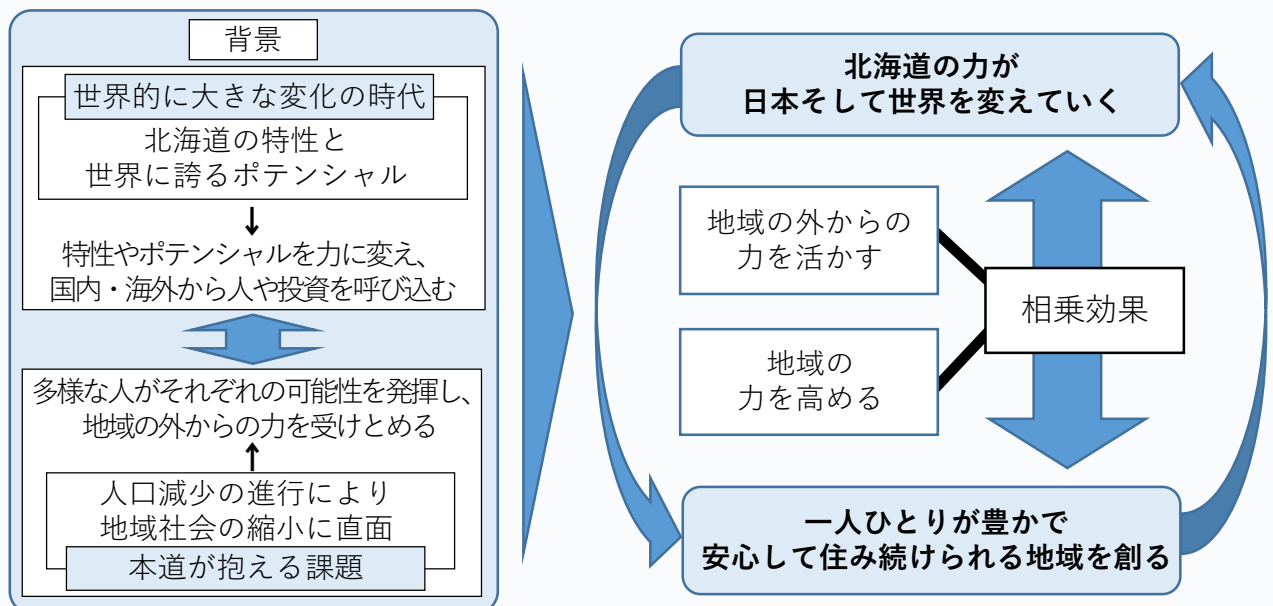 背景
世界的に大きな変化の時代
北海道の特性と
世界に誇るポテンシャル
特性やポテンシャルを力に変え、
国内・海外から人や投資を呼び込む
多様な人がそれぞれの可能性を発揮し、
地域の外からの力を受けとめる
人口減少の進行により
地域社会の縮小に直面
本道が抱える課題
北海道の力が
日本そして世界を変えていく
地域の外からの
力を活かす
相乗効果
地域の
力を高める
一人ひとりが豊かで
安心して住み続けられる地域を創る